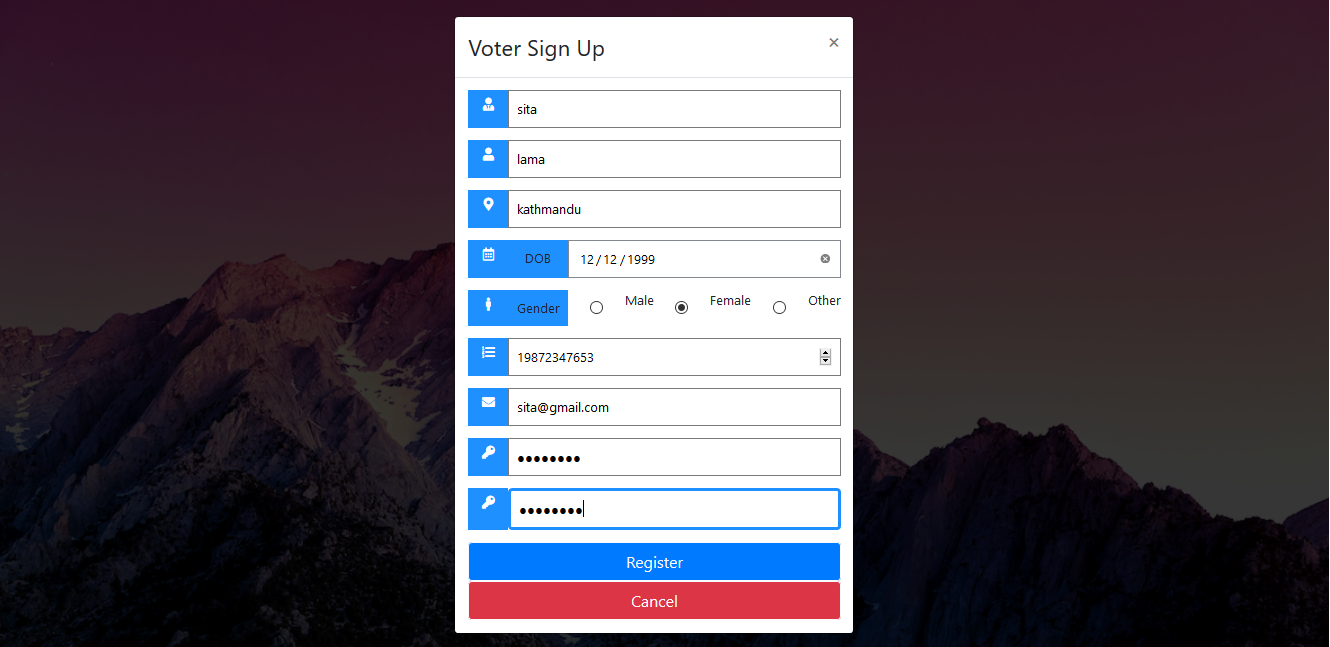 Voter Sign Up ×
sita
lama
kathmandu
DOB 12 / 12 / 1999
Gender Male Female Other
19872347653
sita@gmail.com
••••••••
••••••••
Register
Cancel